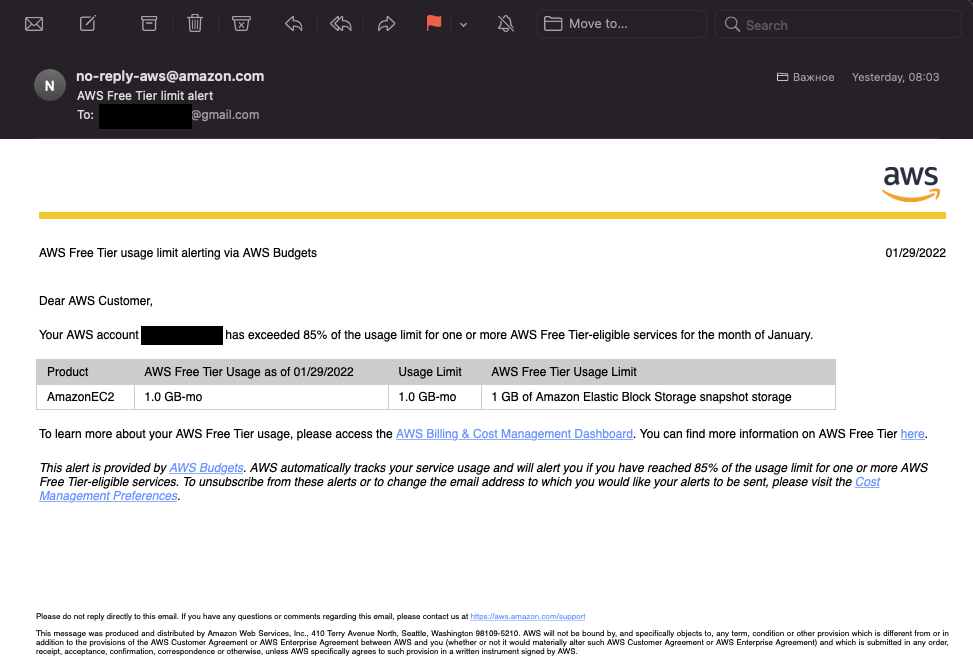 Move to...
Search
N
no-reply-aws@amazon.com
Важное
Yesterday, 08:03
AWS Free Tier limit alert
To: @gmail.com
aws
AWS Free Tier usage limit alerting via AWS Budgets
01/29/2022
Dear AWS Customer,
Your AWS account has exceeded 85% of the usage limit for one or more AWS Free Tier-eligible services for the month of January.
Product AWS Free Tier Usage as of 01/29/2022 Usage Limit AWS Free Tier Usage Limit
AmazonEC2 1.0 GB-mo 1.0 GB-mo 1 GB of Amazon Elastic Block Storage snapshot storage
To learn more about your AWS Free Tier usage, please access the AWS Billing & Cost Management Dashboard. You can find more information on AWS Free Tier here.
This alert is provided by AWS Budgets. AWS automatically tracks your service usage and will alert you if you have reached 85% of the usage limit for one or more AWS
Free Tier-eligible services. To unsubscribe from these alerts or to change the email address to which you would like your alerts to be sent, please visit the Cost
Management Preferences.
Please do not reply directly to this email. If you have any questions or comments regarding this email, please contact us at https://aws.amazon.com/support
This message was produced and distributed by Amazon Web Services, Inc., 410 Terry Avenue North, Seattle, Washington 98109-5210. AWS will not be bound by, and specifically objects to, any term, condition or other provision which is different from or in
addition to the provisions of the AWS Customer Agreement or AWS Enterprise Agreement between AWS and you (whether or not it would materially alter such AWS Customer Agreement or AWS Enterprise Agreement) and which is submitted in any order,
receipt, acceptance, confirmation, correspondence or otherwise, unless AWS specifically agrees to such provision in a written instrument signed by AWS.